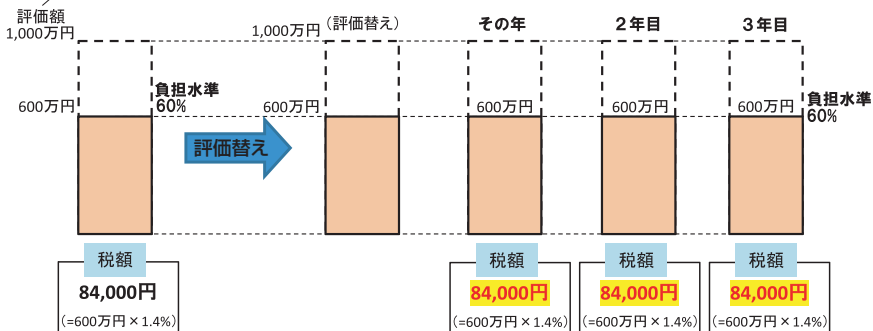 評価額
1,000万円
負担水準
60%
600万円
評価替え
1,000万円
(評価替え)
600万円
その年
2年目
3年目
600万円
600万円
600万円
負担水準
60%
税額
84,000円
(=600万円×1.4%)
税額
84,000円
(=600万円×1.4%)
税額
84,000円
(=600万円×1.4%)
税額
84,000円
(=600万円×1.4%)